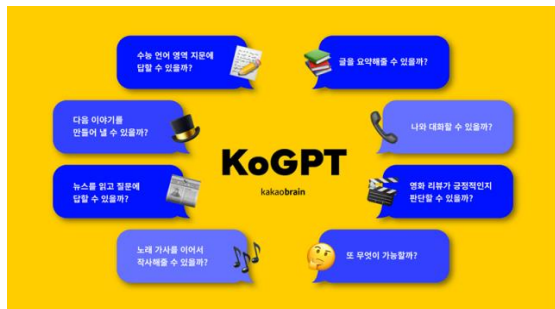 수능 언어 영역 지문에
답할 수 있을까?
글을 요약해줄 수 있을까?
다음 이야기를
만들어 낼 수 있을까?
나와 대화할 수 있을까?
KoGPT
kakaobrain
뉴스를 읽고 질문에
답할 수 있을까?
영화 리뷰가 긍정적인지
판단할 수 있을까?
노래 가사를 이어서
작사해줄 수 있을까?
또 무엇이 가능할까?